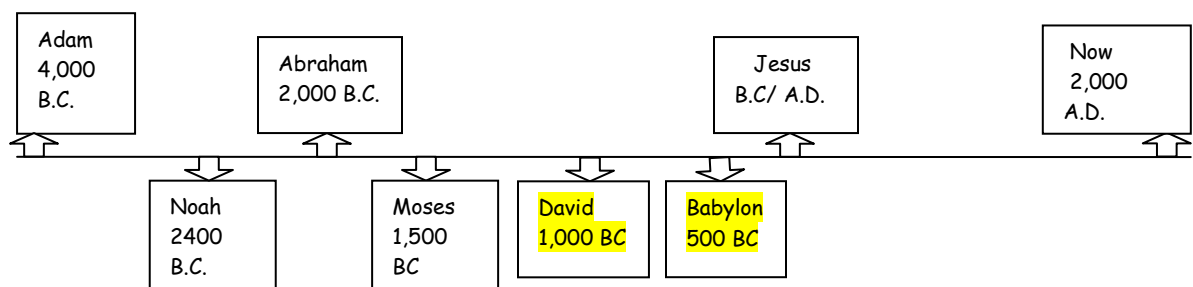 Adam
4,000
B.C.
Abraham
2,000 B.C.
Jesus
B.C/ A.D.
Now
2,000
A.D.
Noah
2400
B.C.
Moses
1,500
BC
David
1,000 BC
Babylon
500 BC